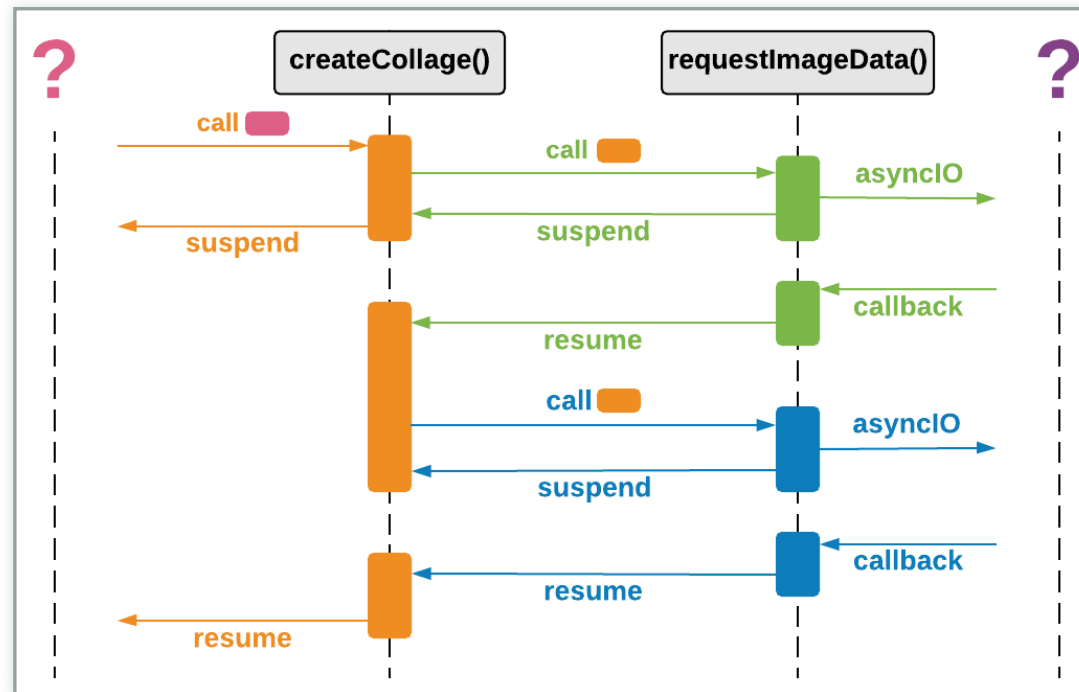 ?
createCollage()
requestImageData()
?
call
call
asyncIO
suspend
suspend
callback
resume
call
asyncIO
suspend
callback
resume
resume